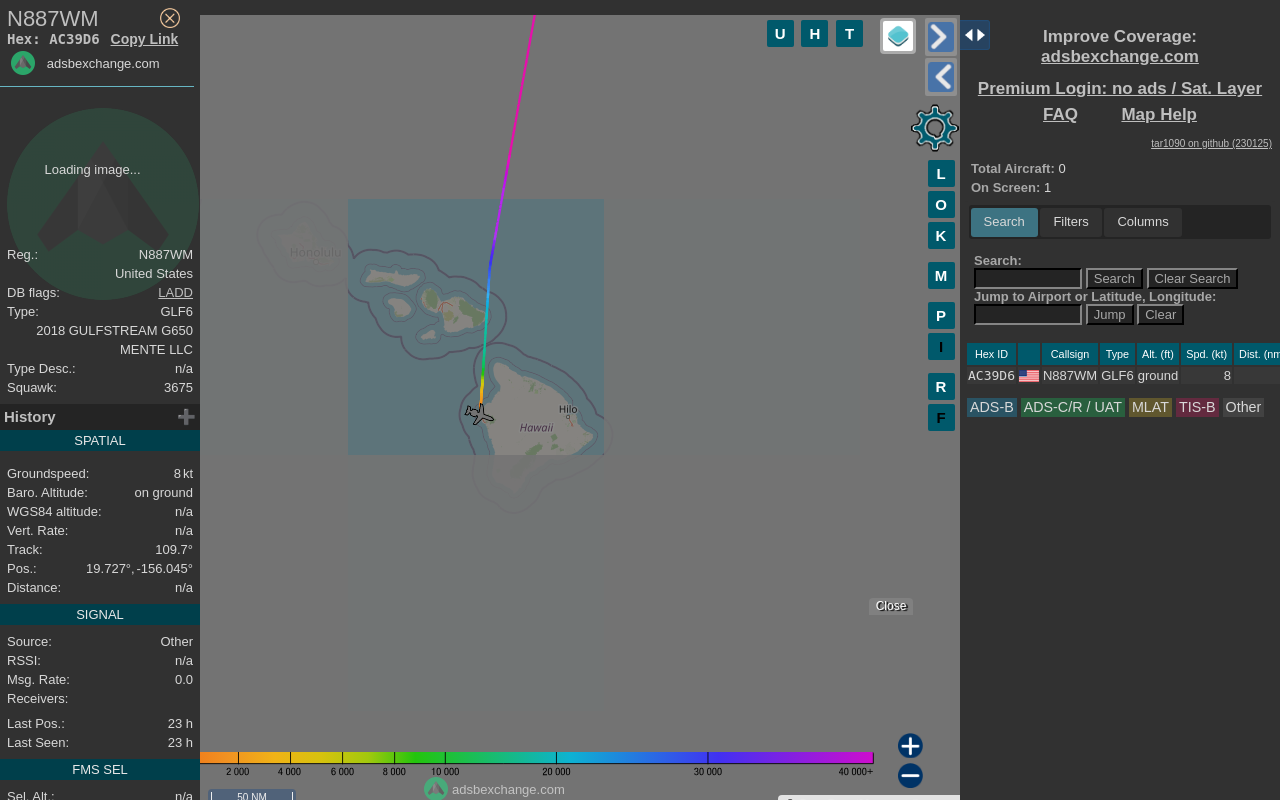 N887WM
Hex: AC39D6 Copy Link
adsbexchange.com
Loading image...
Reg.: N887WM
United States
DB flags: LADD
Type: GLF6
2018 GULFSTREAM G650
MENTE LLC
Type Desc.: n/a
Squawk: 3675
History
SPATIAL
Groundspeed: 8 kt
Baro. Altitude: on ground
WGS84 altitude: n/a
Vert. Rate: n/a
Track: 109.7°
Pos.: 19.727°, -156.045°
Distance: n/a
SIGNAL
Source: Other
RSSI: n/a
Msg. Rate: 0.0
Receivers:
Last Pos.: 23 h
Last Seen: 23 h
FMS SEL
Sel. Alt.: n/a
U H T
L
O
K
M
P
I
R
F
Honolulu
Hilo
Hawaii
Close
2 000 4 000 6 000 8 000 10 000 20 000 30 000 40 000+
50 NM
adsbexchange.com
Improve Coverage:
adsbexchange.com
Premium Login: no ads / Sat. Layer
FAQ Map Help
tar1090 on github (230125)
Total Aircraft: 0
On Screen: 1
Search Filters Columns
Search:
Search Clear Search
Jump to Airport or Latitude, Longitude:
Jump Clear
Hex ID Callsign Type Alt. (ft) Spd. (kt) Dist. (nm
AC39D6 N887WM GLF6 ground 8
ADS-B ADS-C/R / UAT MLAT TIS-B Other